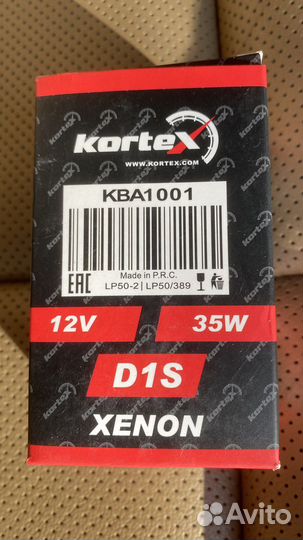 kortex
WWW.KORTEX.COM
KBA1001
EAC
Made in P.R.C.
LP50-2 | LP50/389
12V 35W
D1S
XENON
Avito